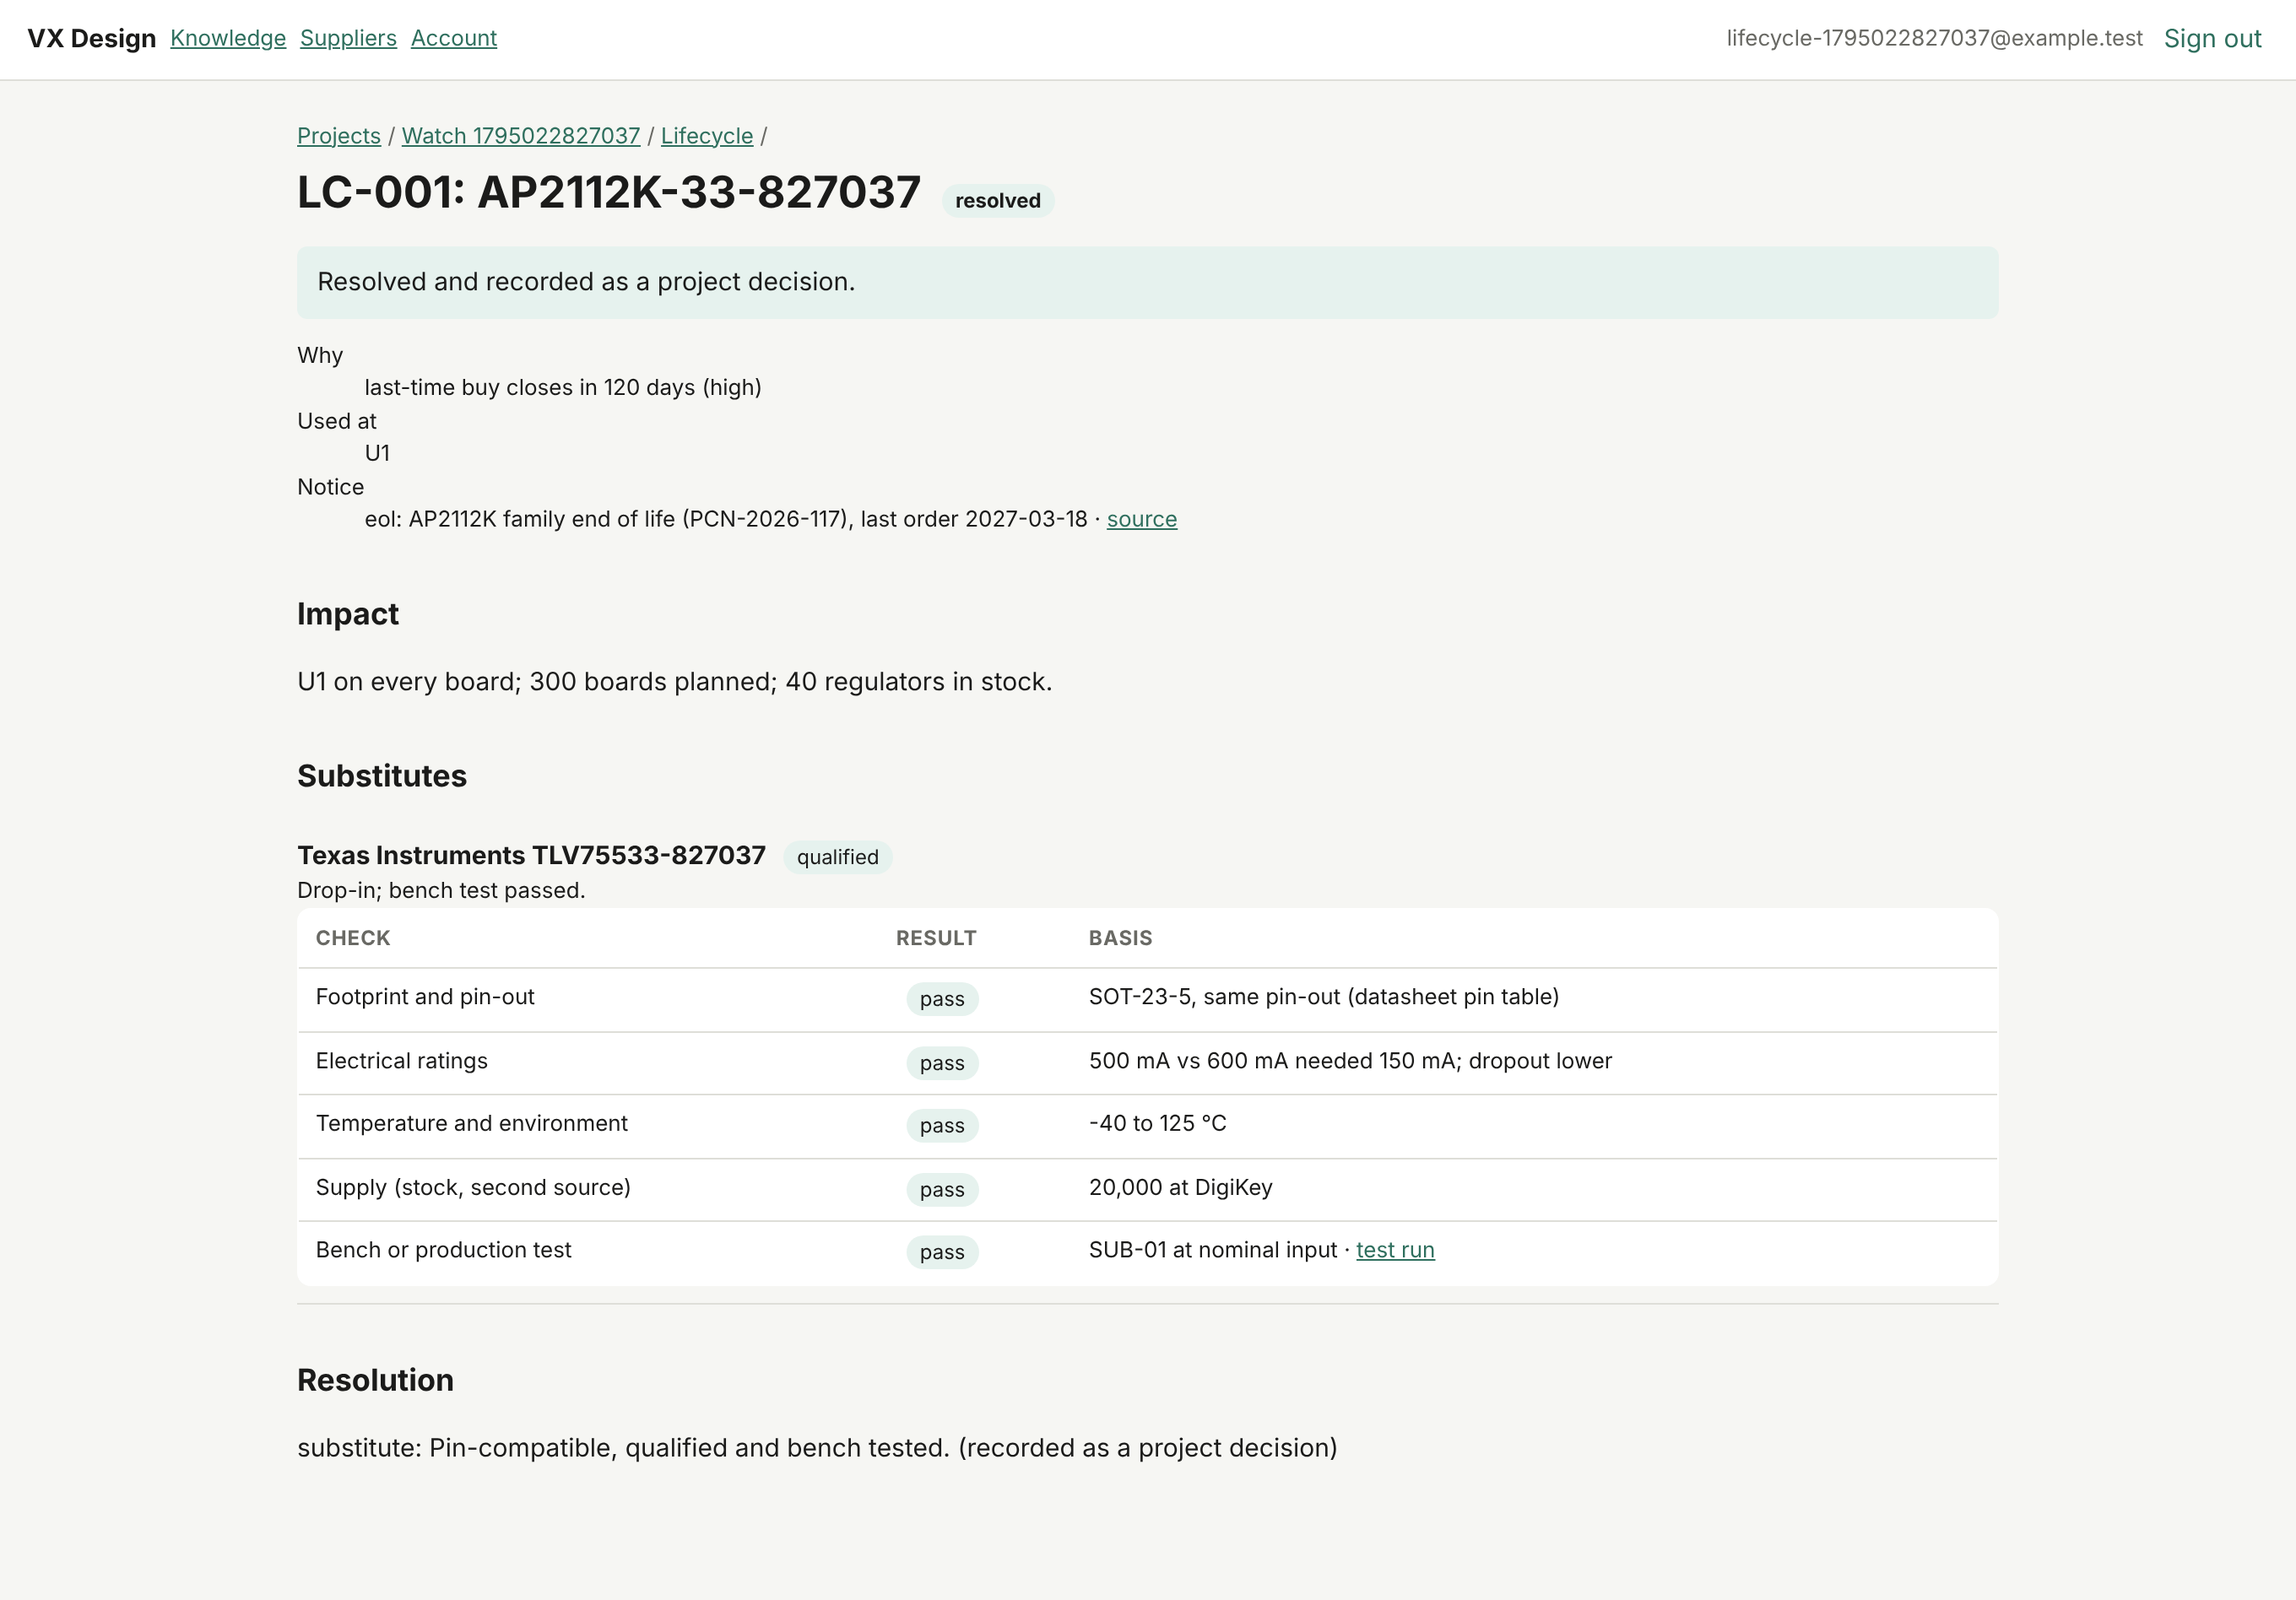 VX Design Knowledge Suppliers Account lifecycle-1795022827037@example.test Sign out
Projects / Watch 1795022827037 / Lifecycle /
LC-001: AP2112K-33-827037 resolved
Resolved and recorded as a project decision.
Why
last-time buy closes in 120 days (high)
Used at
U1
Notice
eol: AP2112K family end of life (PCN-2026-117), last order 2027-03-18 · source
Impact
U1 on every board; 300 boards planned; 40 regulators in stock.
Substitutes
Texas Instruments TLV75533-827037 qualified
Drop-in; bench test passed.
CHECK RESULT BASIS
Footprint and pin-out pass SOT-23-5, same pin-out (datasheet pin table)
Electrical ratings pass 500 mA vs 600 mA needed 150 mA; dropout lower
Temperature and environment pass -40 to 125 °C
Supply (stock, second source) pass 20,000 at DigiKey
Bench or production test pass SUB-01 at nominal input · test run
Resolution
substitute: Pin-compatible, qualified and bench tested. (recorded as a project decision)